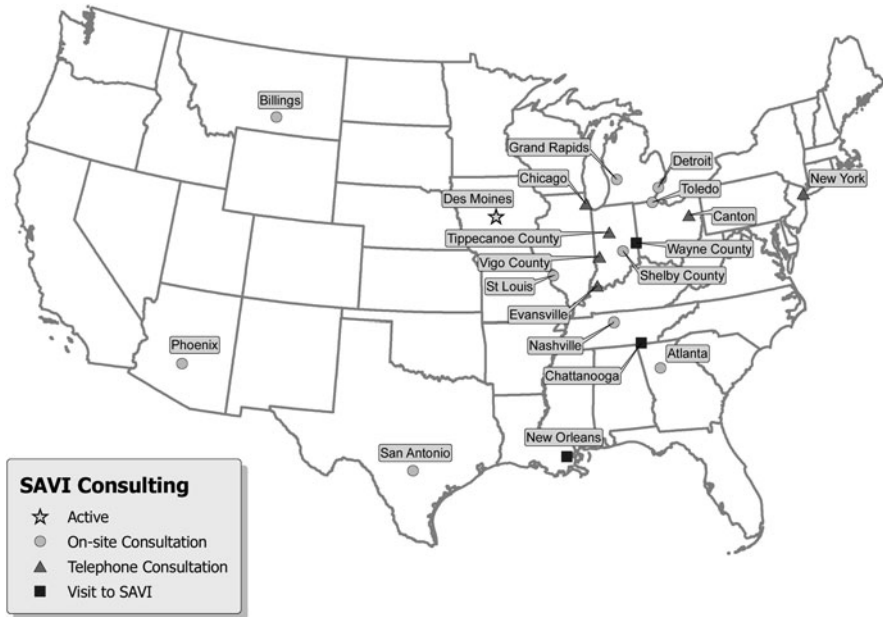 Billings
Grand Rapids
Detroit
Chicago
Toledo
New York
Des Moines
Canton
Tippecanoe County
Wayne County
Vigo County
Shelby County
St Louis
Evansville
Nashville
Phoenix
Atlanta
Chattanooga
New Orleans
San Antonio
SAVI Consulting
Active
On-site Consultation
Telephone Consultation
Visit to SAVI